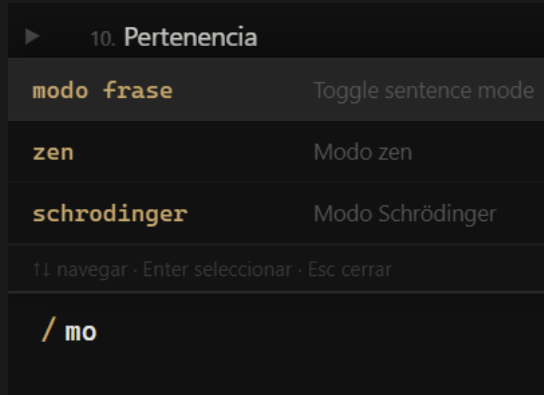 ▶ 10. Pertenencia
modo frase Toggle sentence mode
zen Modo zen
schrodinger Modo Schrödinger
↑↓ navegar · Enter seleccionar · Esc cerrar
/ mo